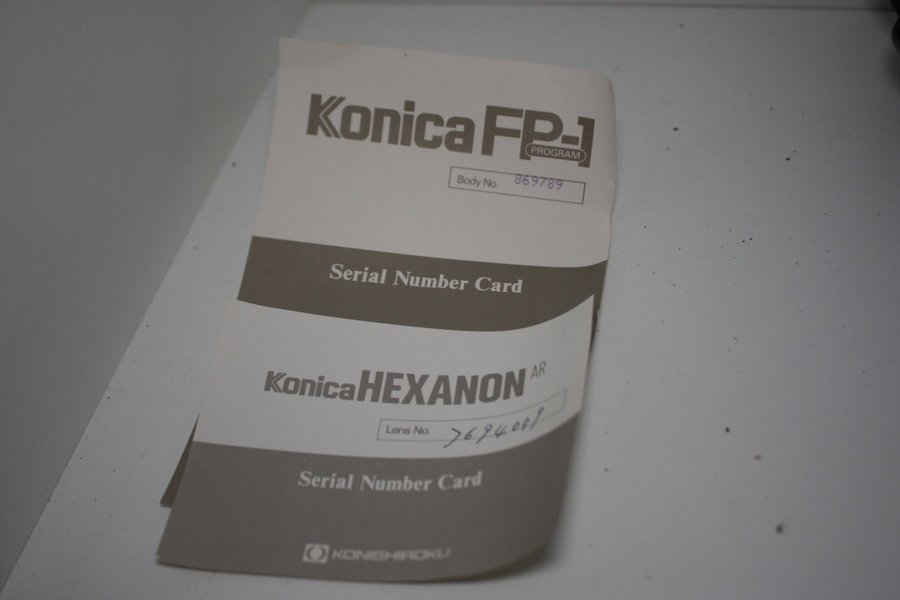 Konica FP-1
PROGRAM
Body No. 869789
Serial Number Card
Konica HEXANON AR
Lens No. 7694009
Serial Number Card
KONISHIROKU